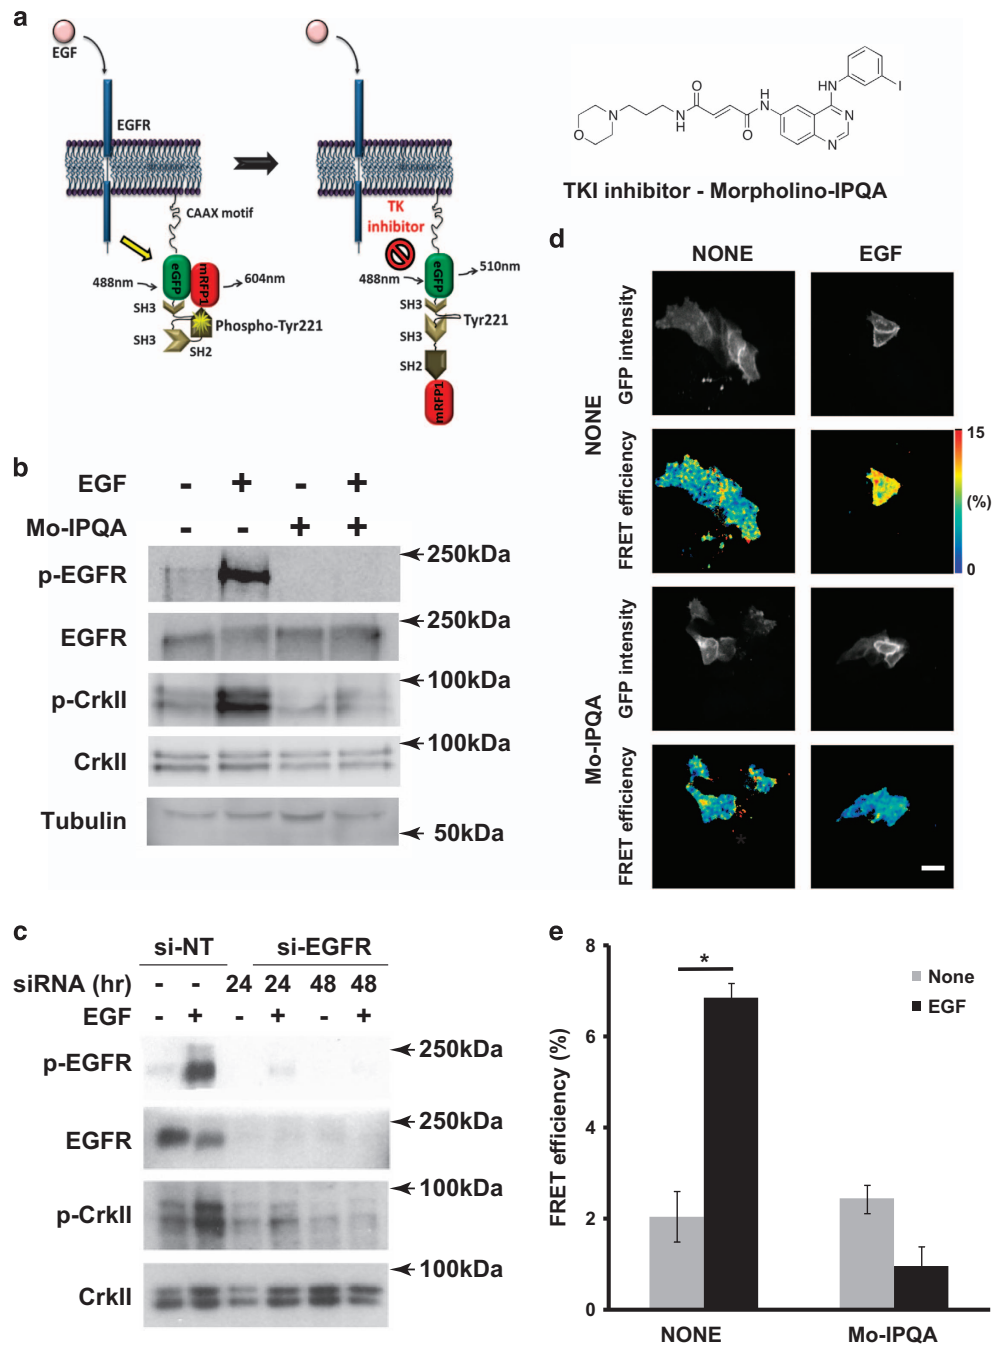 a
EGF
EGFR
CAAX motif
488nm
eGFP
mRFP1
604nm
SH3
Phospho-Tyr221
SH3
SH2
TK
inhibitor
488nm
eGFP
510nm
SH3
Tyr221
SH3
SH2
mRFP1
O
N
N
H
O
O
H
N
HN
I
N
N
TKI inhibitor - Morpholino-IPQA
b
EGF - + - +
Mo-IPQA - - + +
p-EGFR 250kDa
EGFR 250kDa
p-CrkII 100kDa
CrkII 100kDa
Tubulin 50kDa
c
si-NT si-EGFR
siRNA (hr) - - 24 24 48 48
EGF - + - + - +
p-EGFR 250kDa
EGFR 250kDa
p-CrkII 100kDa
CrkII 100kDa
d
NONE EGF
NONE
GFP intensity
FRET efficiency
15
(%)
0
Mo-IPQA
GFP intensity
FRET efficiency
*
e
FRET efficiency (%)
8
6
4
2
0
*
None
EGF
NONE Mo-IPQA